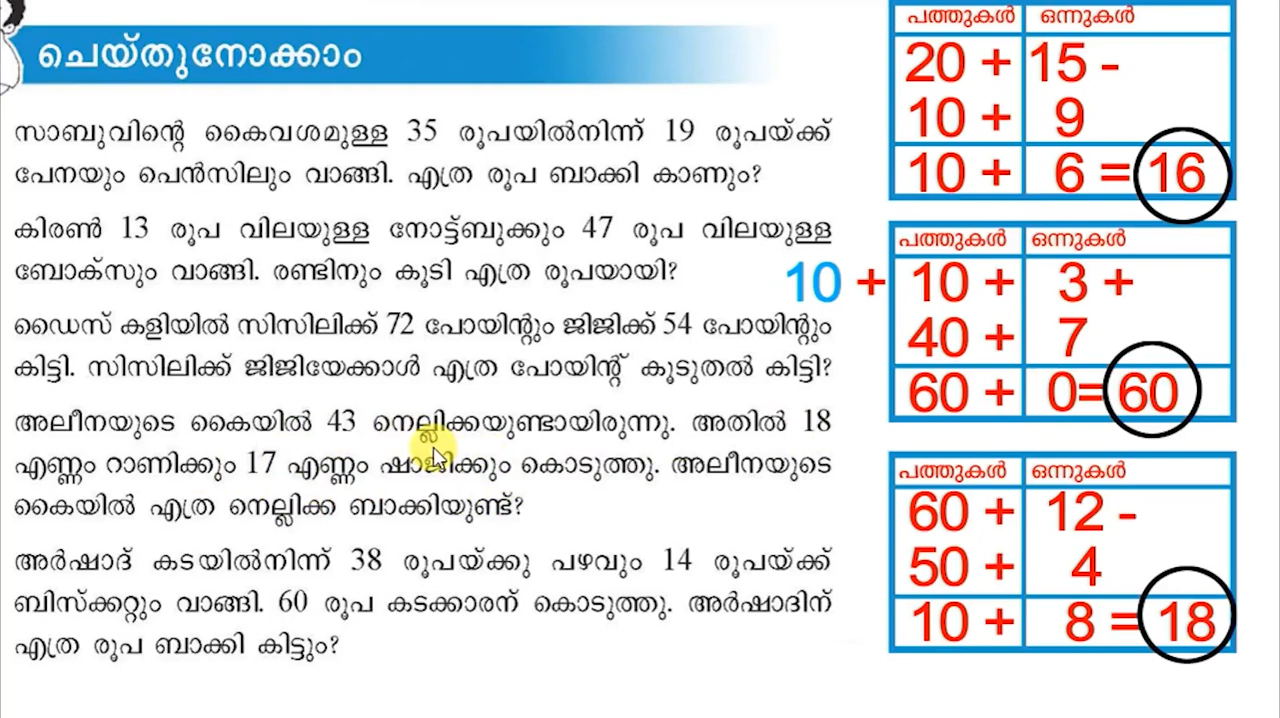 ചെയ്തുനോക്കാം
സാബുവിന്റെ കൈവശമുള്ള 35 രൂപയിൽനിന്ന് 19 രൂപയ്ക്ക്
പേനയും പെൻസിലും വാങ്ങി. എത്ര രൂപ ബാക്കി കാണും?
കിരൺ 13 രൂപ വിലയുള്ള നോട്ട്ബുക്കും 47 രൂപ വിലയുള്ള
ബോക്സും വാങ്ങി. രണ്ടിനും കൂടി എത്ര രൂപയായി?
ഡൈസ് കളിയിൽ സിസിലിക്ക് 72 പോയിന്റും ജിജിക്ക് 54 പോയിന്റും
കിട്ടി. സിസിലിക്ക് ജിജിയേക്കാൾ എത്ര പോയിന്റ് കൂടുതൽ കിട്ടി?
അലീനയുടെ കൈയിൽ 43 നെല്ലിക്കയുണ്ടായിരുന്നു. അതിൽ 18
എണ്ണം റാണിക്കും 17 എണ്ണം ഷാജിക്കും കൊടുത്തു. അലീനയുടെ
കൈയിൽ എത്ര നെല്ലിക്ക ബാക്കിയുണ്ട്?
അർഷാദ് കടയിൽനിന്ന് 38 രൂപയ്ക്കു പഴവും 14 രൂപയ്ക്ക്
ബിസ്ക്കറ്റും വാങ്ങി. 60 രൂപ കടക്കാരന് കൊടുത്തു. അർഷാദിന്
എത്ര രൂപ ബാക്കി കിട്ടും?
പത്തുകൾ ഒന്നുകൾ
20 + 15 -
10 + 9
10 + 6 = 16
പത്തുകൾ ഒന്നുകൾ
10 + 10 + 3 +
40 + 7
60 + 0= 60
പത്തുകൾ ഒന്നുകൾ
60 + 12 -
50 + 4
10 + 8 = 18